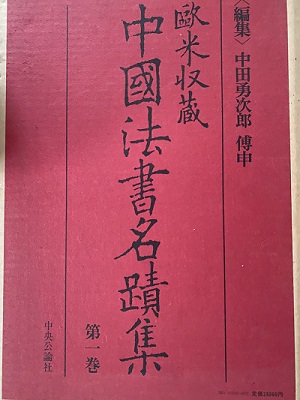 〈編集〉中田勇次郎 傅申
歐米収蔵
中國法書名蹟集
第一巻
中央公論社